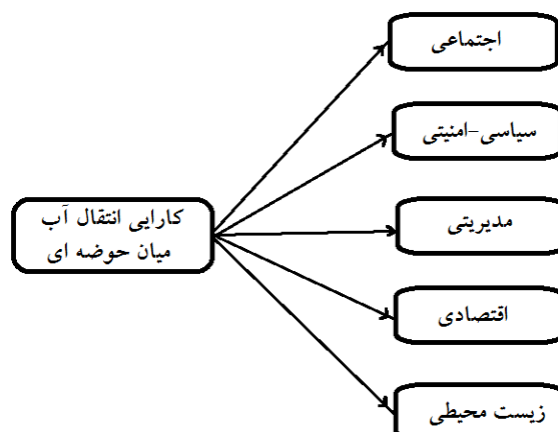 اجتماعی
سیاسی-امنیتی
کارایی انتقال آب
میان حوضه ای
مدیریتی
اقتصادی
زیست محیطی